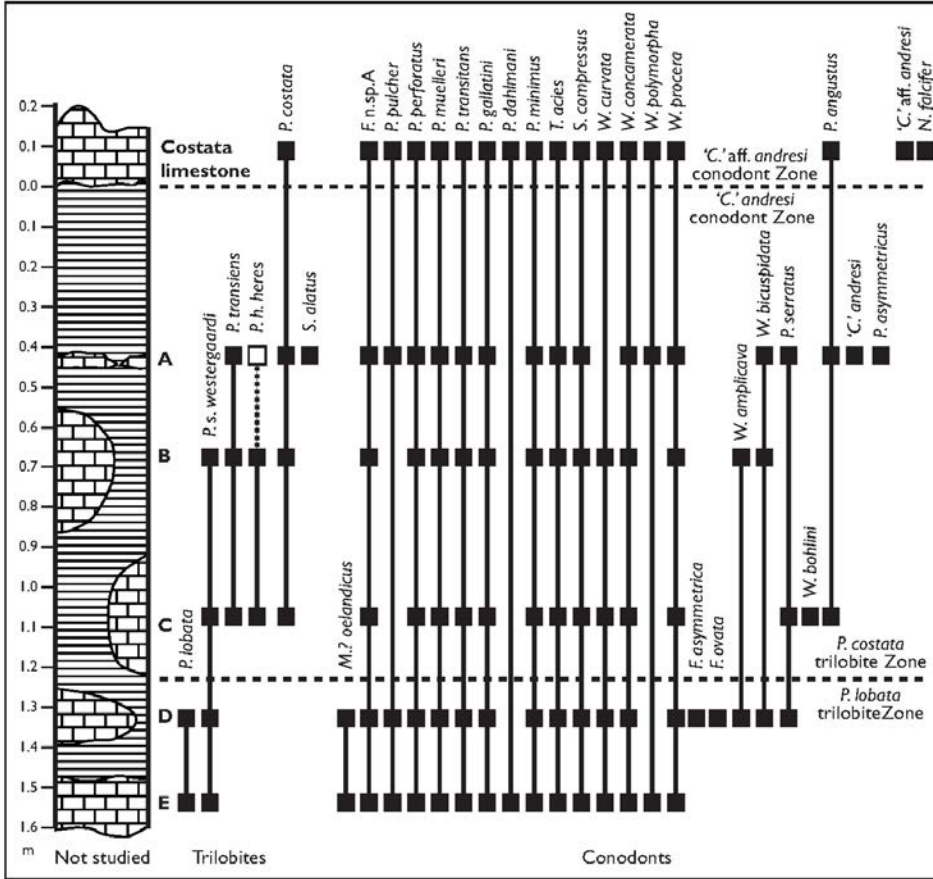 P. costata
F. n.sp.A
P. pulcher
P. perforatus
P. muelleri
P. transitans
P. gallatini
P. dahlmani
P. minimus
T. acies
S. compressus
W. curvata
W. concamerata
W. polymorpha
W. procera
P. angustus
'C.' aff. andresi
N. falcifer
0.2
0.1
0.0
0.1
0.2
0.3
0.4
0.5
0.6
0.7
0.8
0.9
1.0
1.1
1.2
1.3
1.4
1.5
1.6
m
Costata
limestone
'C.' aff. andresi
conodont Zone
'C.' andresi
conodont Zone
P. s. westergaardi
P. transiens
P. h. heres
S. alatus
W. amplicava
W. bicuspidata
P. serratus
'C.' andresi
P. asymmetricus
A
B
C
D
E
P. lobata
M.? oelandicus
F. asymmetrica
F. ovata
W. bohlini
P. costata
trilobite Zone
P. lobata
trilobite Zone
Not studied
Trilobites
Conodonts